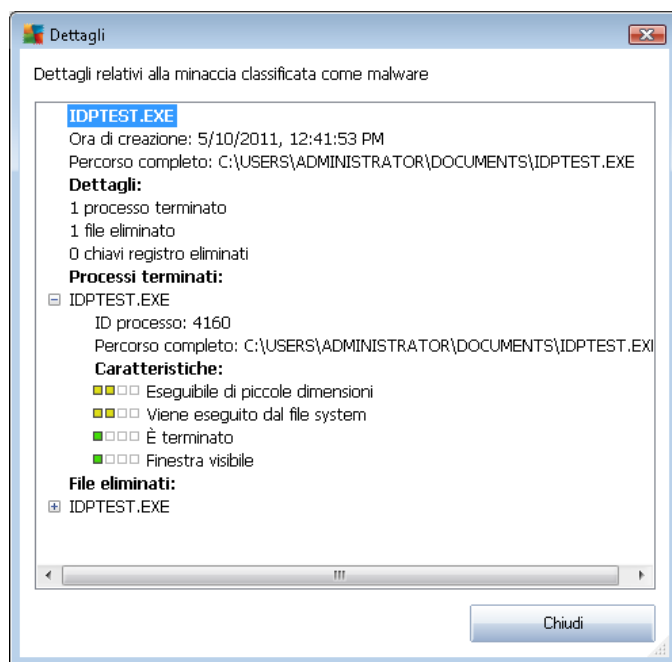 Dettagli
Dettagli relativi alla minaccia classificata come malware
IDPTEST.EXE
Ora di creazione: 5/10/2011, 12:41:53 PM
Percorso completo: C:\USERS\ADMINISTRATOR\DOCUMENTS\IDPTEST.EXE
Dettagli:
1 processo terminato
1 file eliminato
0 chiavi registro eliminati
Processi terminati:
IDPTEST.EXE
ID processo: 4160
Percorso completo: C:\USERS\ADMINISTRATOR\DOCUMENTS\IDPTEST.EXI
Caratteristiche:
Eseguibile di piccole dimensioni
Viene eseguito dal file system
È terminato
Finestra visibile
File eliminati:
IDPTEST.EXE
Chiudi